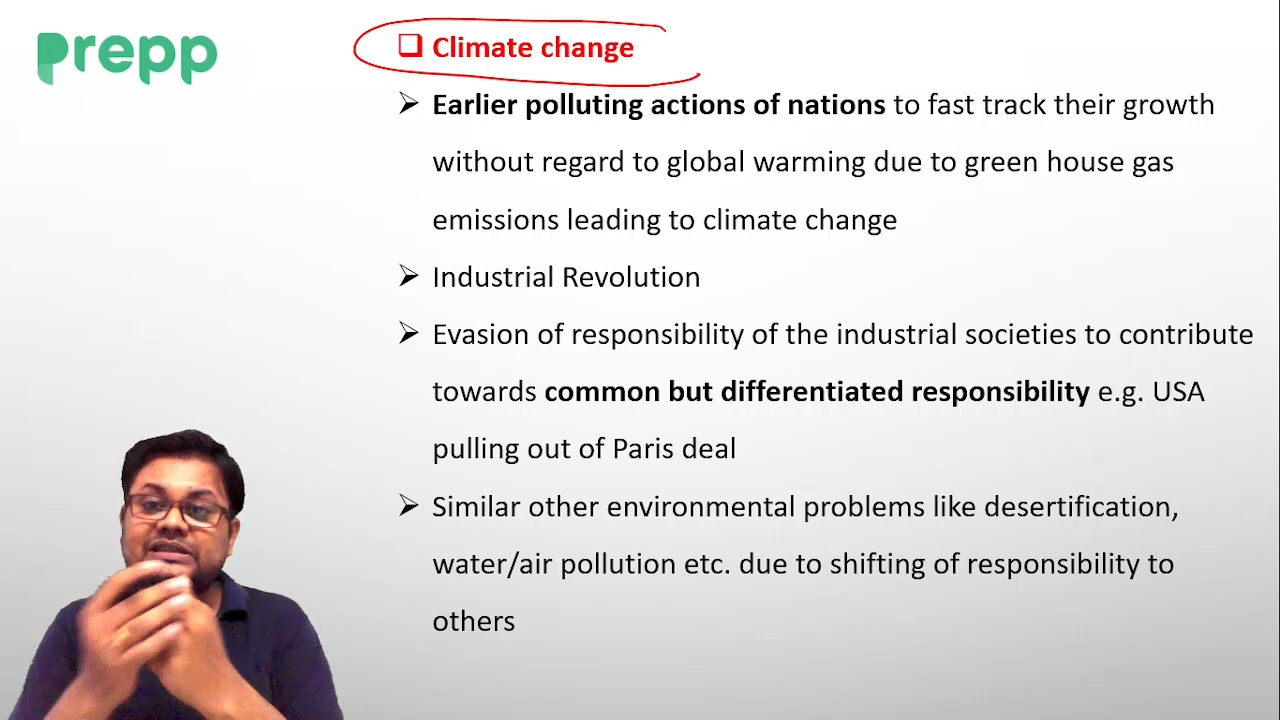 prepp
Climate change
Earlier polluting actions of nations to fast track their growth
without regard to global warming due to green house gas
emissions leading to climate change
Industrial Revolution
Evasion of responsibility of the industrial societies to contribute
towards common but differentiated responsibility e.g. USA
pulling out of Paris deal
Similar other environmental problems like desertification,
water/air pollution etc. due to shifting of responsibility to
others